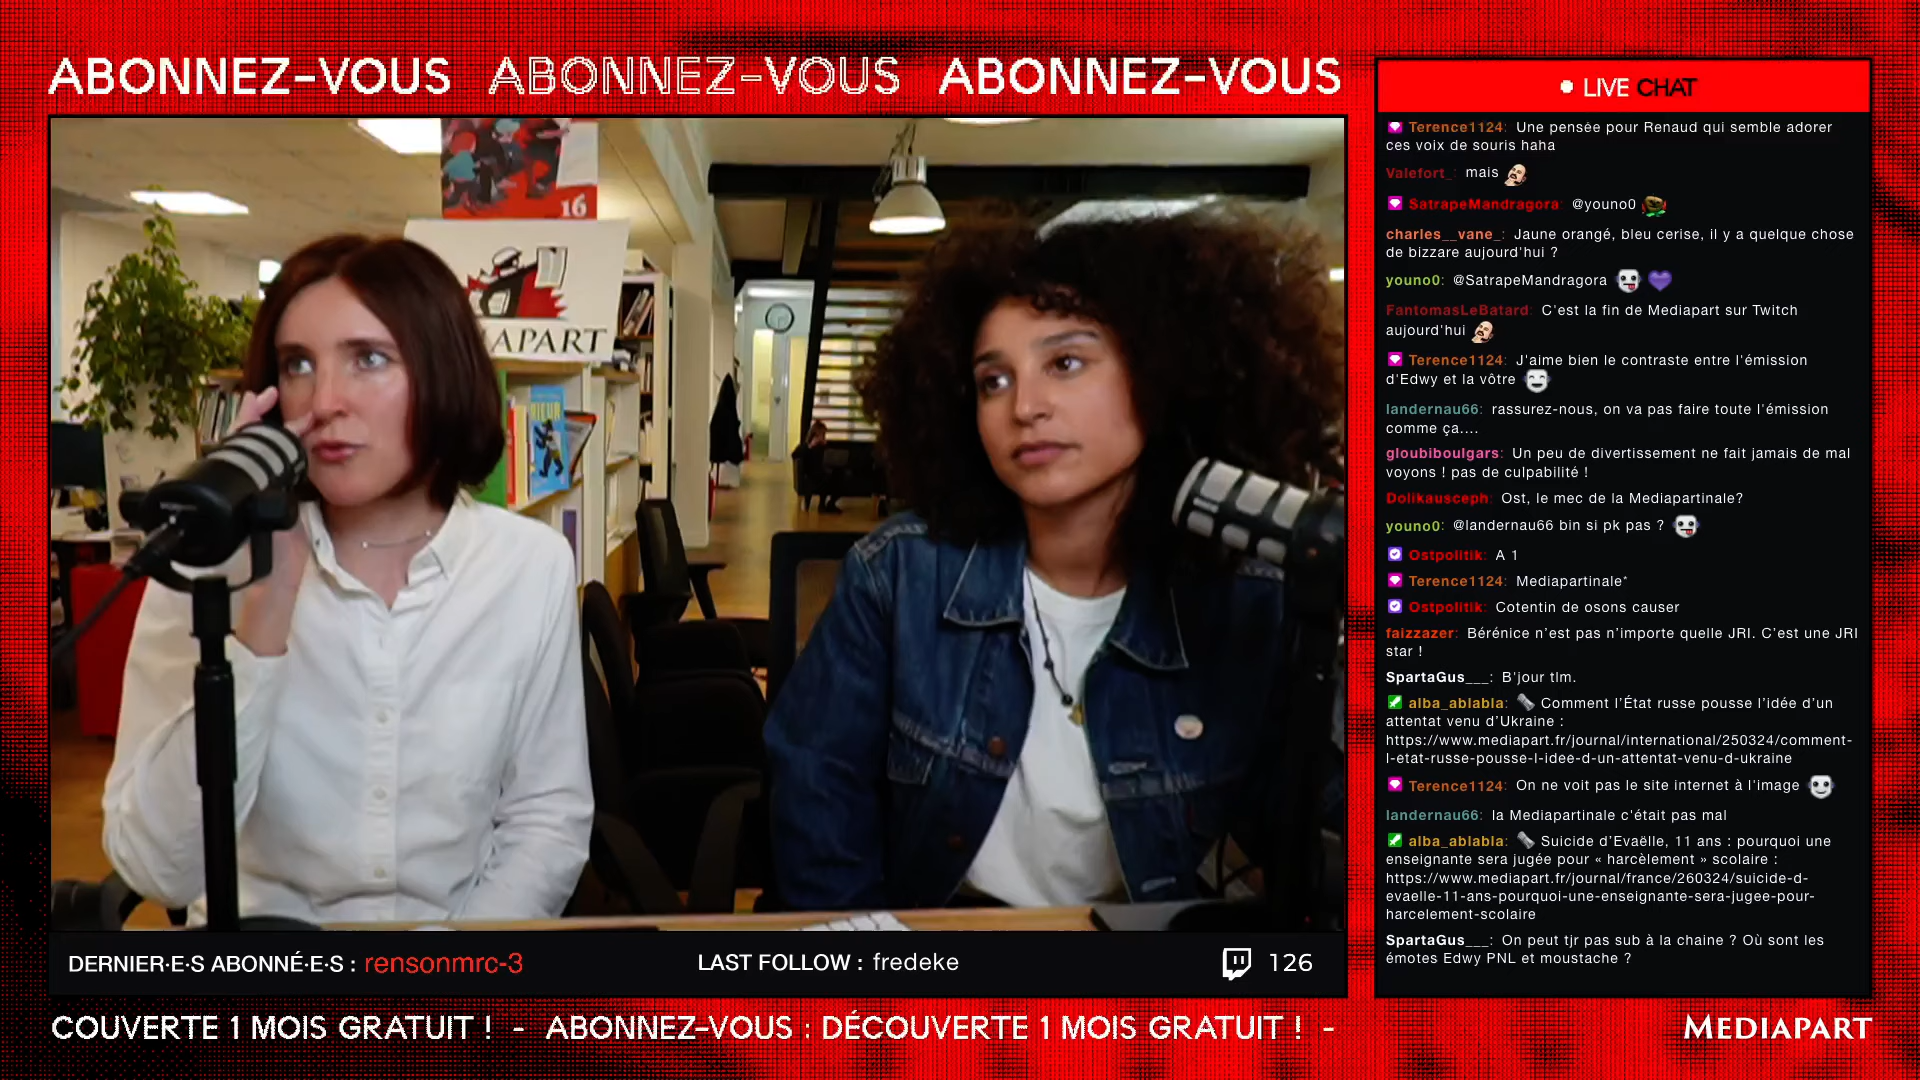 ABONNEZ-VOUS ABONNEZ-VOUS ABONNEZ-VOUS
16
APART
RIEUR
DERNIER·E·S ABONNÉ·E·S : rensonmrc-3
LAST FOLLOW : fredeke
126
COUVERTE 1 MOIS GRATUIT ! - ABONNEZ-VOUS : DÉCOUVERTE 1 MOIS GRATUIT ! -
LIVE CHAT
Terence1124: Une pensée pour Renaud qui semble adorer
ces voix de souris haha
Valefort_: mais
SatrapeMandragora: @youno0
charles__vane_: Jaune orangé, bleu cerise, il y a quelque chose
de bizzare aujourd'hui ?
youno0: @SatrapeMandragora
FantomasLeBatard: C'est la fin de Mediapart sur Twitch
aujourd'hui
Terence1124: J'aime bien le contraste entre l'émission
d'Edwy et la vôtre
landernau66: rassurez-nous, on va pas faire toute l'émission
comme ça....
gloubiboulgars: Un peu de divertissement ne fait jamais de mal
voyons ! pas de culpabilité !
Dolikausceph: Ost, le mec de la Mediapartinale?
youno0: @landernau66 bin si pk pas ?
Ostpolitik: A 1
Terence1124: Mediapartinale*
Ostpolitik: Cotentin de osons causer
faizzazer: Bérénice n’est pas n’importe quelle JRI. C’est une JRI
star !
SpartaGus___: B'jour tlm.
alba_ablabla: Comment l’État russe pousse l’idée d’un
attentat venu d’Ukraine :
https://www.mediapart.fr/journal/international/250324/comment-
l-etat-russe-pousse-l-idee-d-un-attentat-venu-d-ukraine
Terence1124: On ne voit pas le site internet à l'image
landernau66: la Mediapartinale c'était pas mal
alba_ablabla: Suicide d’Evaëlle, 11 ans : pourquoi une
enseignante sera jugée pour « harcèlement » scolaire :
https://www.mediapart.fr/journal/france/260324/suicide-d-
evaelle-11-ans-pourquoi-une-enseignante-sera-jugee-pour-
harcelement-scolaire
SpartaGus___: On peut tjr pas sub à la chaine ? Où sont les
émotes Edwy PNL et moustache ?
MEDIAPART